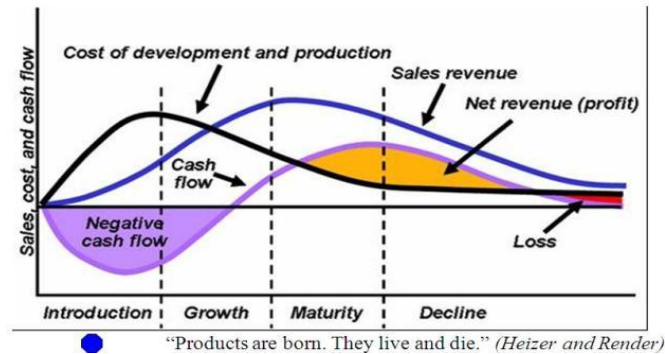 Cost of development and production
Sales revenue
Net revenue (profit)
Sales, cost, and cash flow
Cash
flow
Negative
cash flow
Loss
Introduction Growth Maturity Decline
“Products are born. They live and die.” (Heizer and Render)